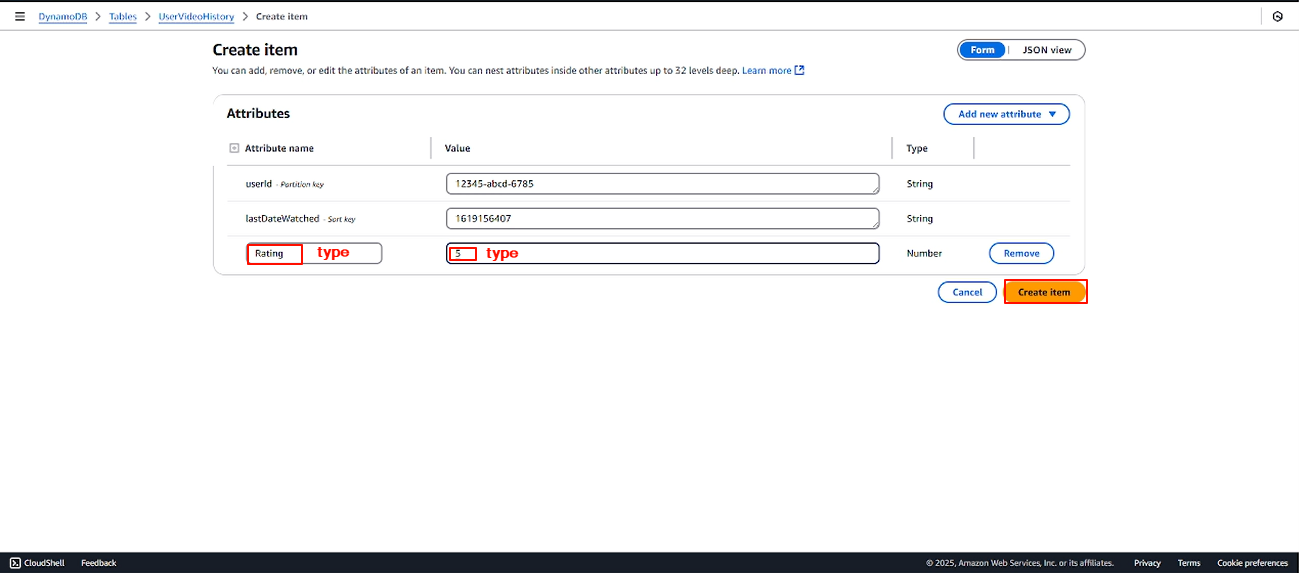 DynamoDB > Tables > UserVideoHistory > Create item
Create item
Form JSON view
You can add, remove, or edit the attributes of an item. You can nest attributes inside other attributes up to 32 levels deep. Learn more
Attributes
Add new attribute
Attribute name Value Type
userId - Partition key 12345-abcd-6785 String
lastDateWatched - Sort key 1619156407 String
Rating type 5 type Number Remove
Cancel Create item
CloudShell Feedback © 2025, Amazon Web Services, Inc. or its affiliates. Privacy Terms Cookie preferences